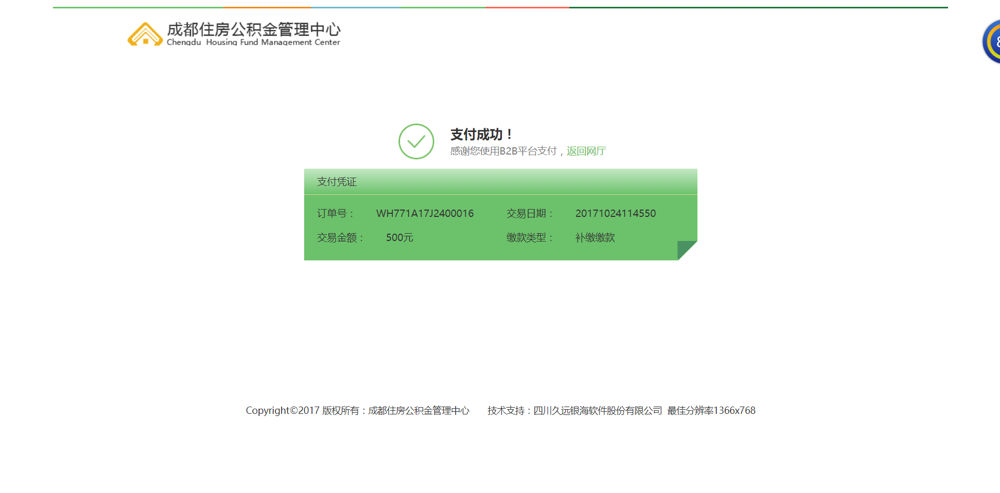 成都住房公积金管理中心
Chengdu Housing Fund Management Center
8
支付成功！
感谢您使用B2B平台支付，返回网厅
支付凭证
订单号： WH771A17J2400016 交易日期： 20171024114550
交易金额： 500元 缴款类型： 补缴缴款
Copyright©2017 版权所有：成都住房公积金管理中心 技术支持：四川久远银海软件股份有限公司 最佳分辨率1366x768